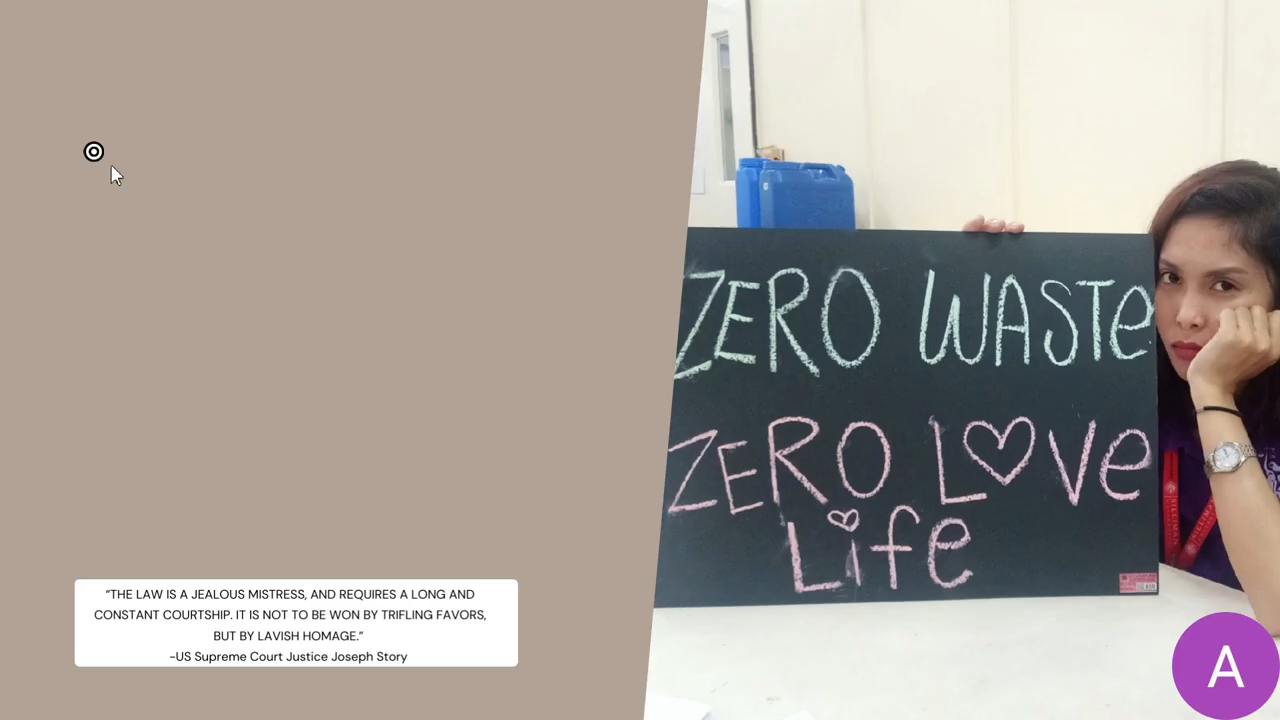 "THE LAW IS A JEALOUS MISTRESS, AND REQUIRES A LONG AND
CONSTANT COURTSHIP. IT IS NOT TO BE WON BY TRIFLING FAVORS,
BUT BY LAVISH HOMAGE."
-US Supreme Court Justice Joseph Story
ZERO WASTe
ZERO LOVe
Life
A